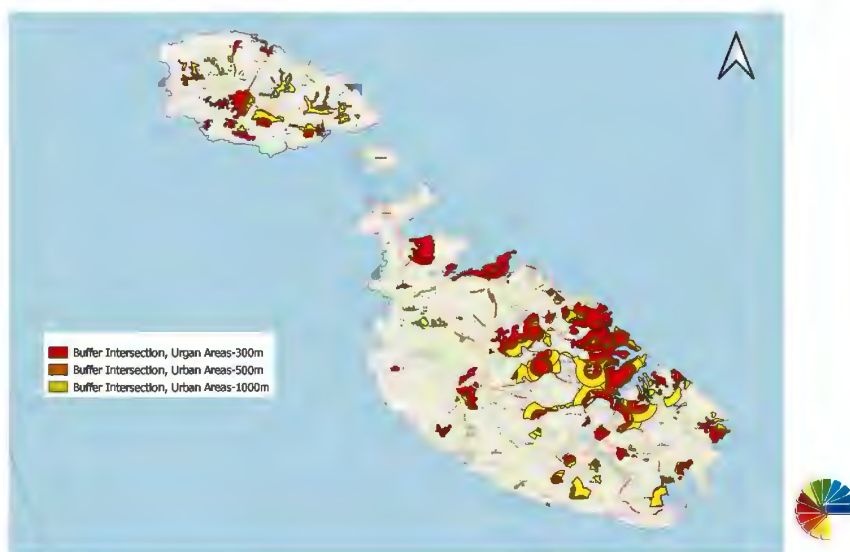 Buffer Intersection, Urgan Areas-300m
Buffer Intersection, Urban Areas-500m
Buffer Intersection, Urban Areas-1000m